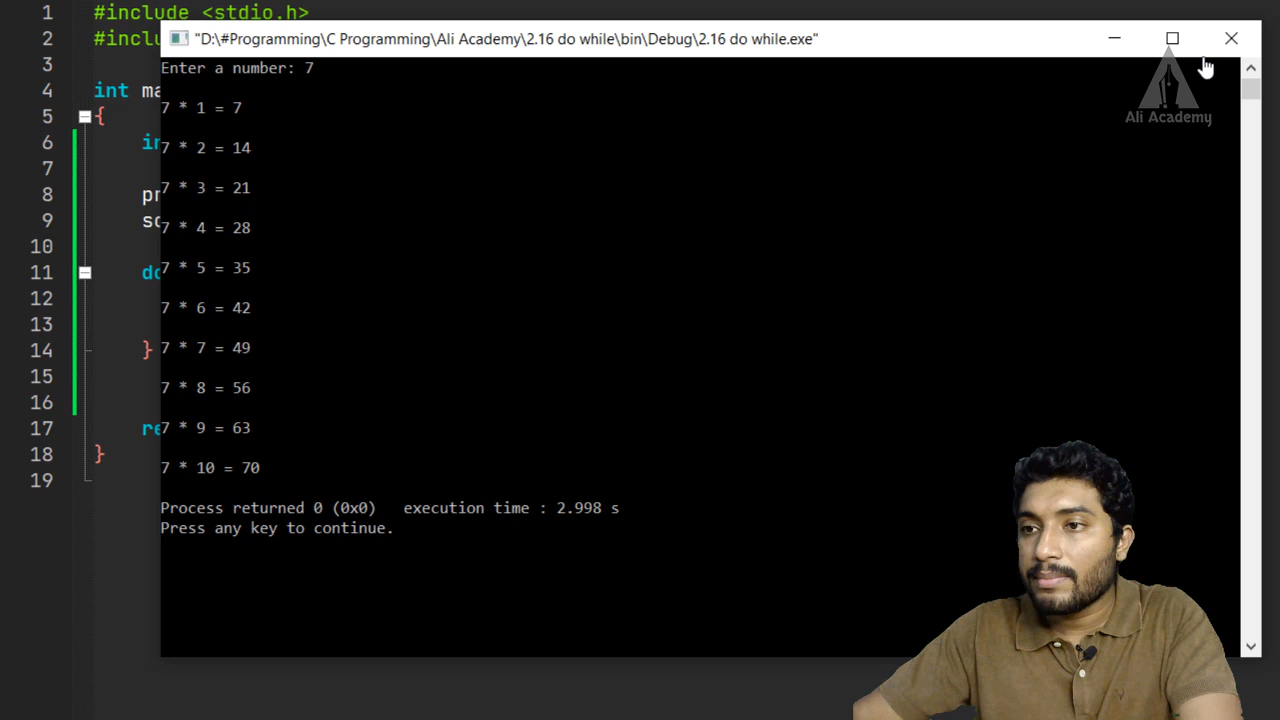 1 #include <stdio.h>
2 #inclu
"D:\#Programming\C Programming\Ali Academy\2.16 do while\bin\Debug\2.16 do while.exe"
3
4 int ma
5 {
6 in
7
8 pr
9 sc
10
11 do
12
13
14 }
15
16
17 re
18 }
19
Enter a number: 7
7 * 1 = 7
7 * 2 = 14
7 * 3 = 21
7 * 4 = 28
7 * 5 = 35
7 * 6 = 42
7 * 7 = 49
7 * 8 = 56
7 * 9 = 63
7 * 10 = 70
Process returned 0 (0x0)   execution time : 2.998 s
Press any key to continue.
Ali Academy